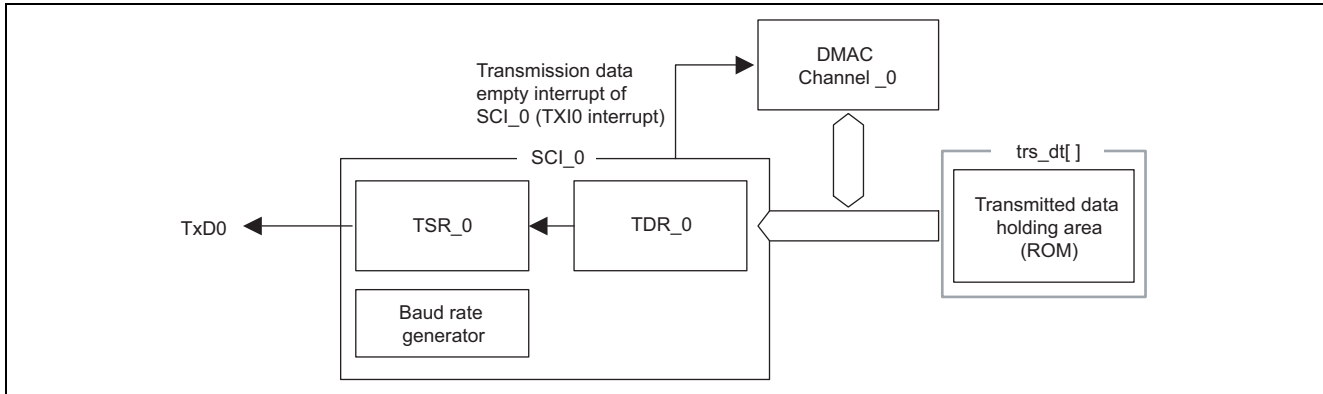 DMAC
Channel _0
Transmission data
empty interrupt of
SCI_0 (TXI0 interrupt)
SCI_0
trs_dt[ ]
TxD0
TSR_0
TDR_0
Transmitted data
holding area
(ROM)
Baud rate
generator